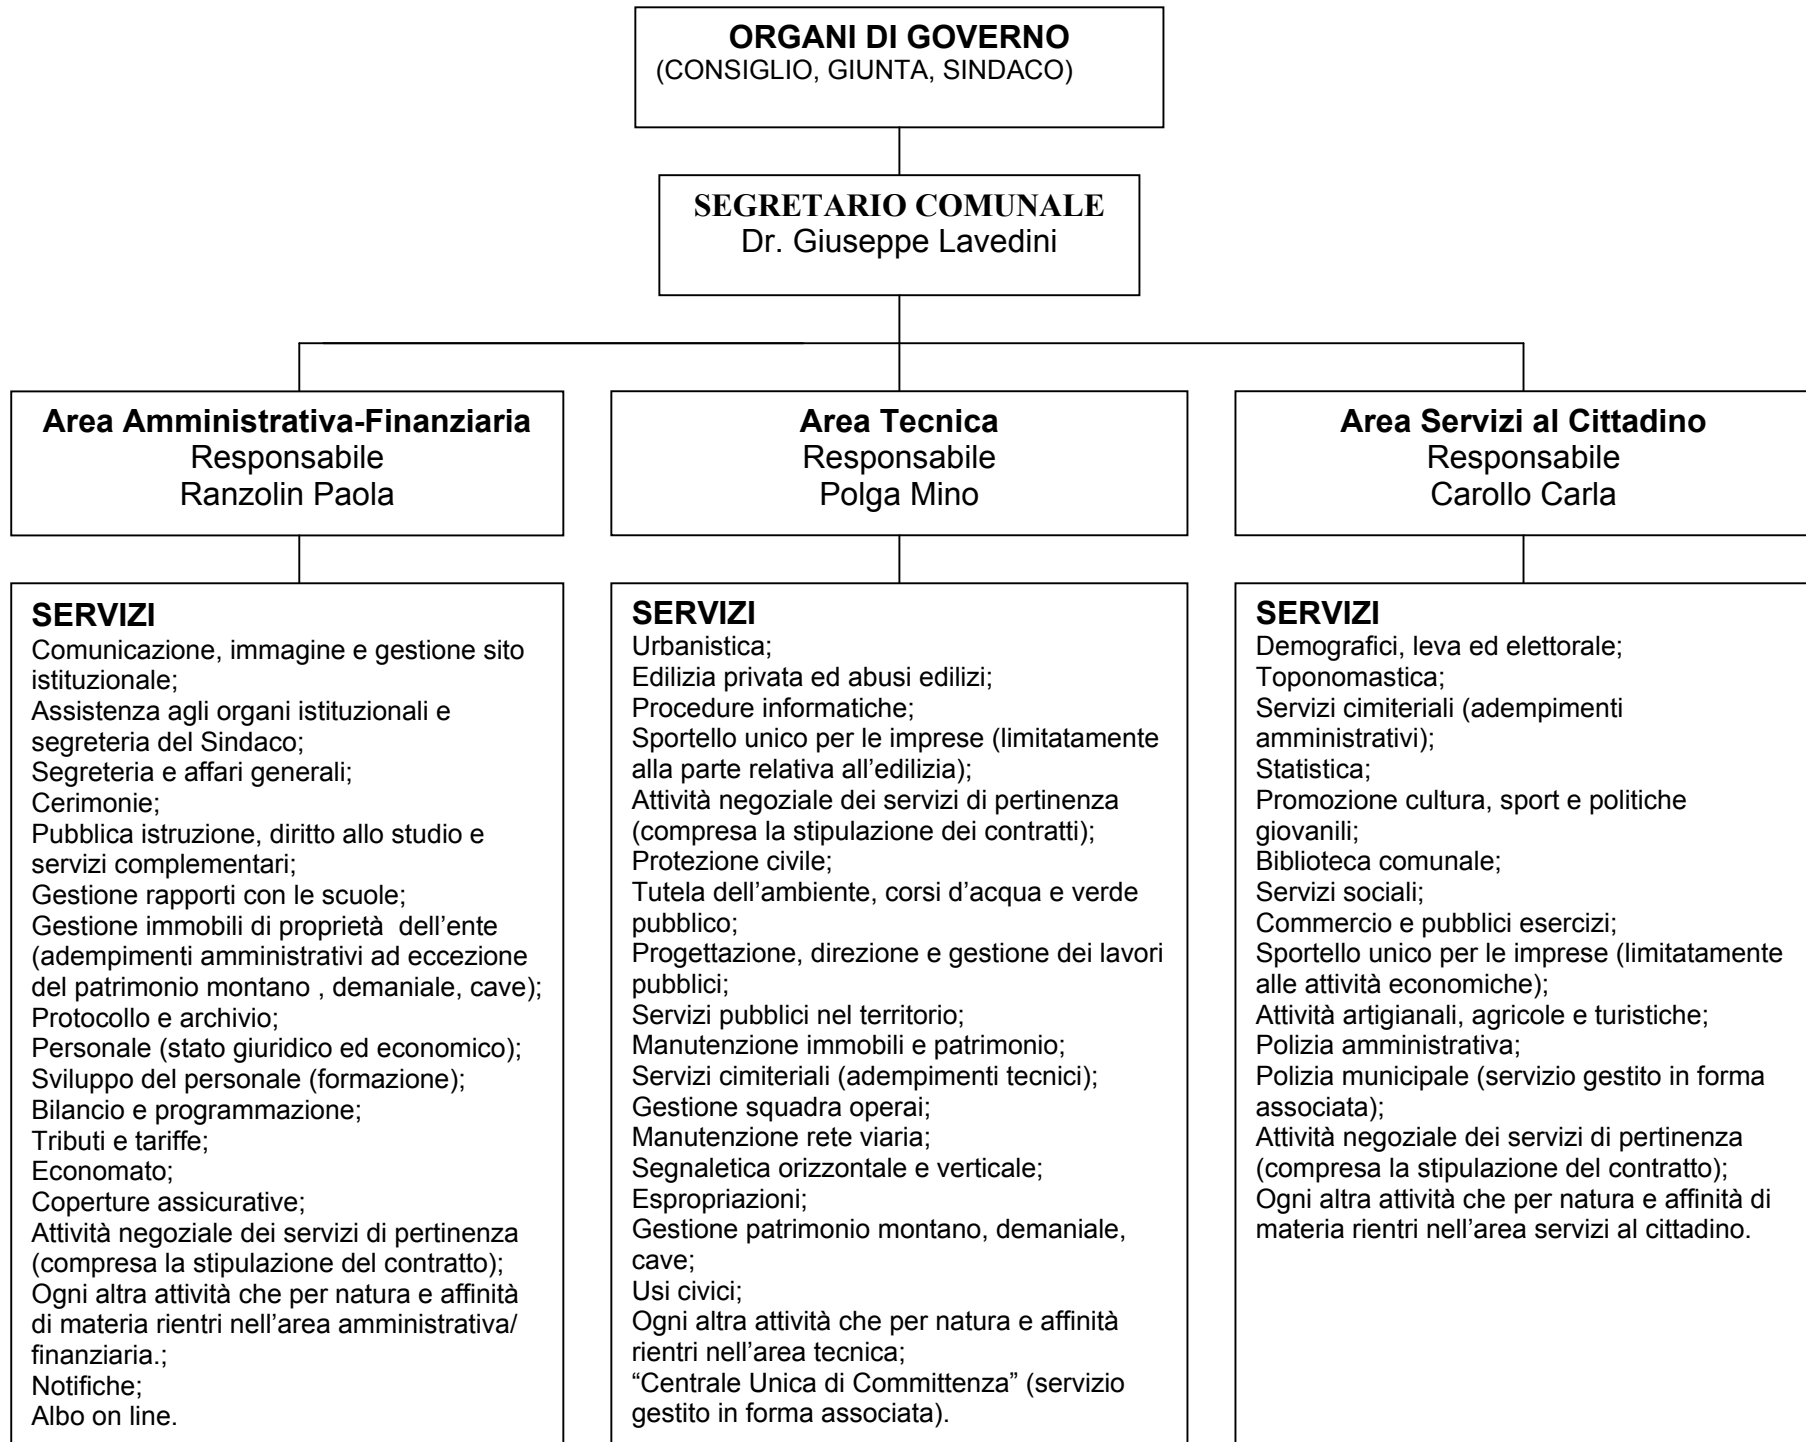 ORGANI DI GOVERNO
(CONSIGLIO, GIUNTA, SINDACO)
SEGRETARIO COMUNALE
Dr. Giuseppe Lavedini
Area Amministrativa-Finanziaria
Responsabile
Ranzolin Paola
Area Tecnica
Responsabile
Polga Mino
Area Servizi al Cittadino
Responsabile
Carollo Carla
SERVIZI
Comunicazione, immagine e gestione sito
istituzionale;
Assistenza agli organi istituzionali e
segreteria del Sindaco;
Segreteria e affari generali;
Cerimonie;
Pubblica istruzione, diritto allo studio e
servizi complementari;
Gestione rapporti con le scuole;
Gestione immobili di proprietà  dell’ente
(adempimenti amministrativi ad eccezione
del patrimonio montano , demaniale, cave);
Protocollo e archivio;
Personale (stato giuridico ed economico);
Sviluppo del personale (formazione);
Bilancio e programmazione;
Tributi e tariffe;
Economato;
Coperture assicurative;
Attività negoziale dei servizi di pertinenza
(compresa la stipulazione del contratto);
Ogni altra attività che per natura e affinità
di materia rientri nell’area amministrativa/
finanziaria.;
Notifiche;
Albo on line.
SERVIZI
Urbanistica;
Edilizia privata ed abusi edilizi;
Procedure informatiche;
Sportello unico per le imprese (limitatamente
alla parte relativa all’edilizia);
Attività negoziale dei servizi di pertinenza
(compresa la stipulazione dei contratti);
Protezione civile;
Tutela dell’ambiente, corsi d’acqua e verde
pubblico;
Progettazione, direzione e gestione dei lavori
pubblici;
Servizi pubblici nel territorio;
Manutenzione immobili e patrimonio;
Servizi cimiteriali (adempimenti tecnici);
Gestione squadra operai;
Manutenzione rete viaria;
Segnaletica orizzontale e verticale;
Espropriazioni;
Gestione patrimonio montano, demaniale,
cave;
Usi civici;
Ogni altra attività che per natura e affinità
rientri nell’area tecnica;
“Centrale Unica di Committenza” (servizio
gestito in forma associata).
SERVIZI
Demografici, leva ed elettorale;
Toponomastica;
Servizi cimiteriali (adempimenti
amministrativi);
Statistica;
Promozione cultura, sport e politiche
giovanili;
Biblioteca comunale;
Servizi sociali;
Commercio e pubblici esercizi;
Sportello unico per le imprese (limitatamente
alle attività economiche);
Attività artigianali, agricole e turistiche;
Polizia amministrativa;
Polizia municipale (servizio gestito in forma
associata);
Attività negoziale dei servizi di pertinenza
(compresa la stipulazione del contratto);
Ogni altra attività che per natura e affinità di
materia rientri nell’area servizi al cittadino.